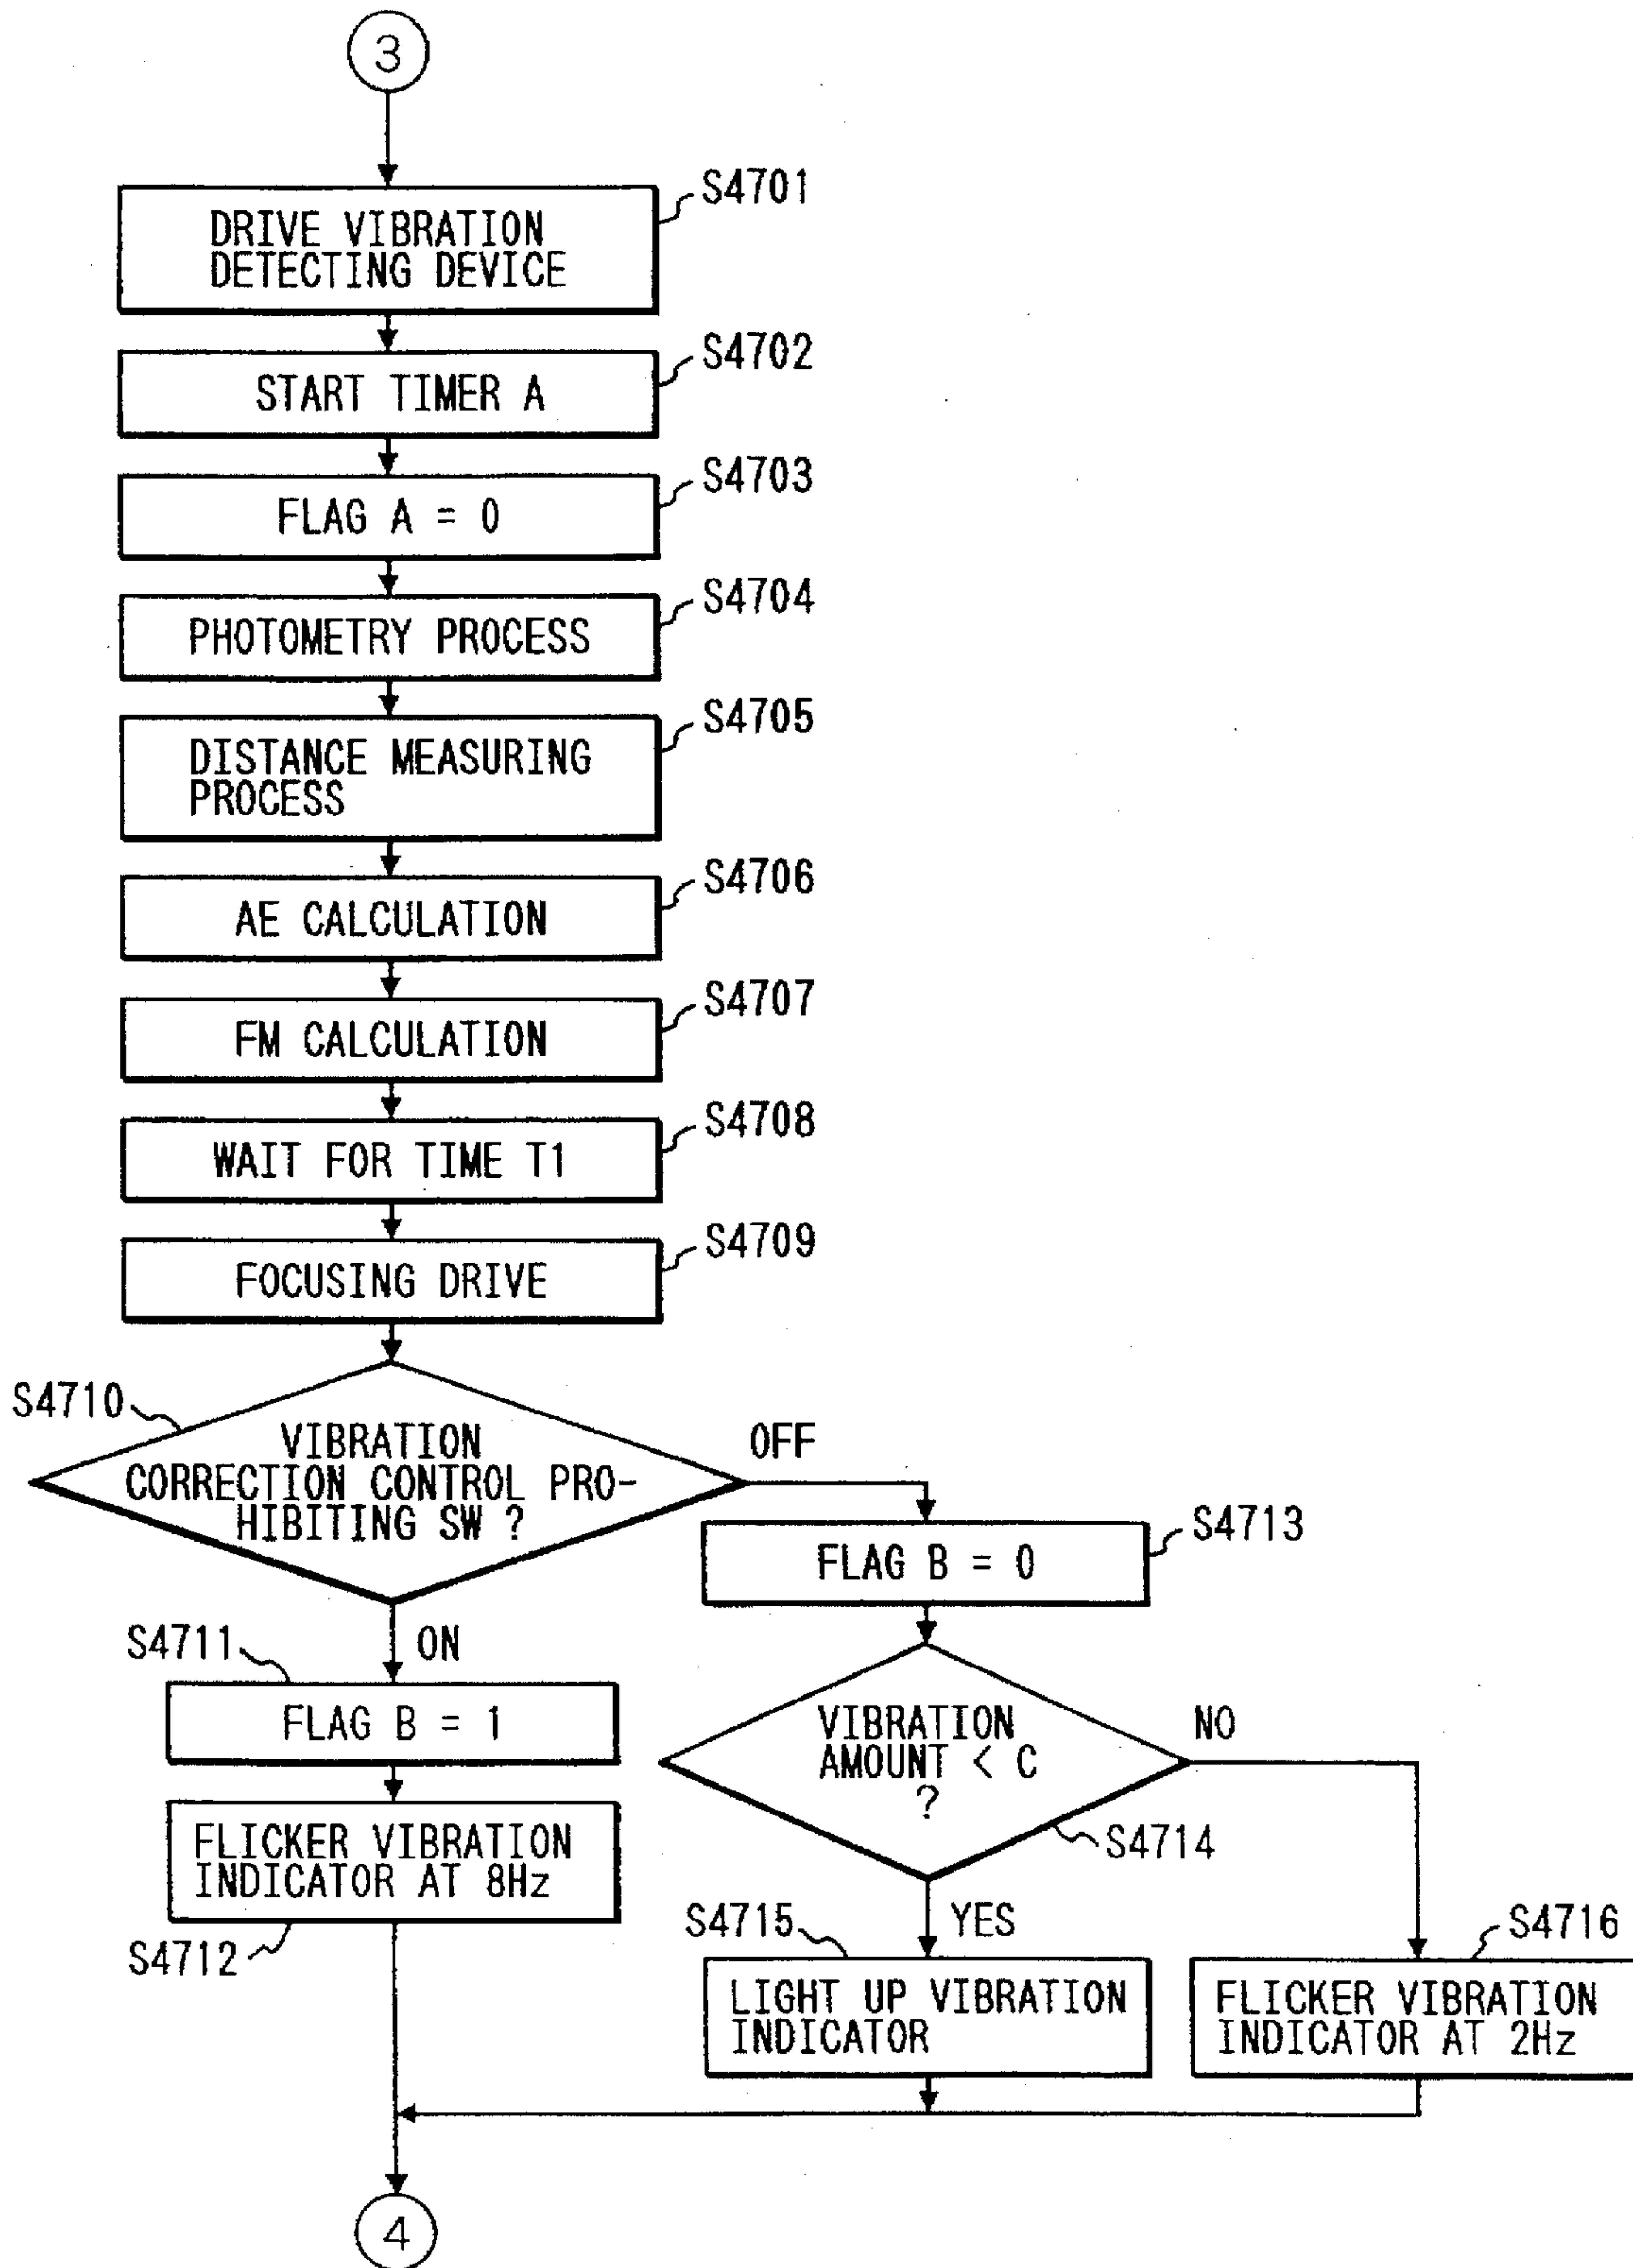 3
S4701
DRIVE VIBRATION
DETECTING DEVICE
S4702
START TIMER A
S4703
FLAG A = 0
S4704
PHOTOMETRY PROCESS
S4705
DISTANCE MEASURING
PROCESS
S4706
AE CALCULATION
S4707
FM CALCULATION
S4708
WAIT FOR TIME T1
S4709
FOCUSING DRIVE
S4710
VIBRATION
CORRECTION CONTROL PRO-
HIBITING SW ?
OFF
S4713
FLAG B = 0
S4711
ON
FLAG B = 1
VIBRATION
AMOUNT < C
?
NO
S4714
FLICKER VIBRATION
INDICATOR AT 8Hz
S4712
S4715
YES
LIGHT UP VIBRATION
INDICATOR
S4716
FLICKER VIBRATION
INDICATOR AT 2Hz
4